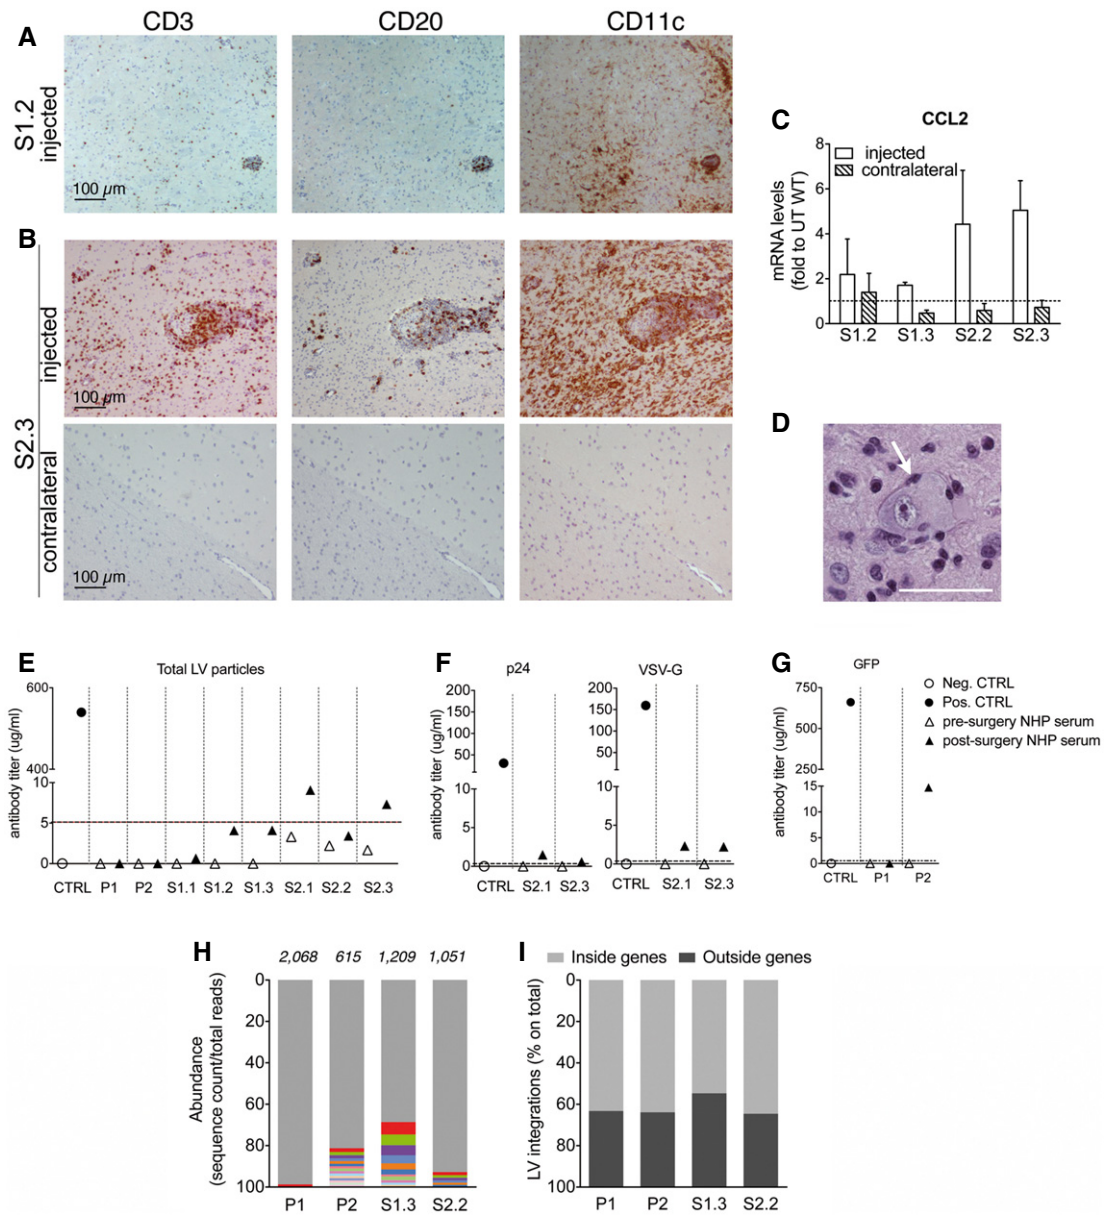 A
CD3 CD20 CD11c
S1.2
injected
100 µm
B
S2.3
injected
100 µm
contralateral
100 µm
C
CCL2
mRNA levels
(fold to UT WT)
8
6
4
2
0
injected
contralateral
S1.2 S1.3 S2.2 S2.3
D
E
Total LV particles
antibody titer (ug/ml)
600
400
10
5
0
CTRL P1 P2 S1.1 S1.2 S1.3 S2.1 S2.2 S2.3
F
p24
antibody titer (ug/ml)
200
150
100
50
10
5
0
CTRL S2.1 S2.3
VSV-G
200
150
100
50
10
5
0
CTRL S2.1 S2.3
G
GFP
antibody titer (ug/ml)
750
500
250
15
10
5
0
CTRL P1 P2
Neg. CTRL
Pos. CTRL
pre-surgery NHP serum
post-surgery NHP serum
H
2,068 615 1,209 1,051
Abundance
(sequence count/total reads)
0
20
40
60
80
100
P1 P2 S1.3 S2.2
I
Inside genes Outside genes
LV integrations (% on total)
0
20
40
60
80
100
P1 P2 S1.3 S2.2